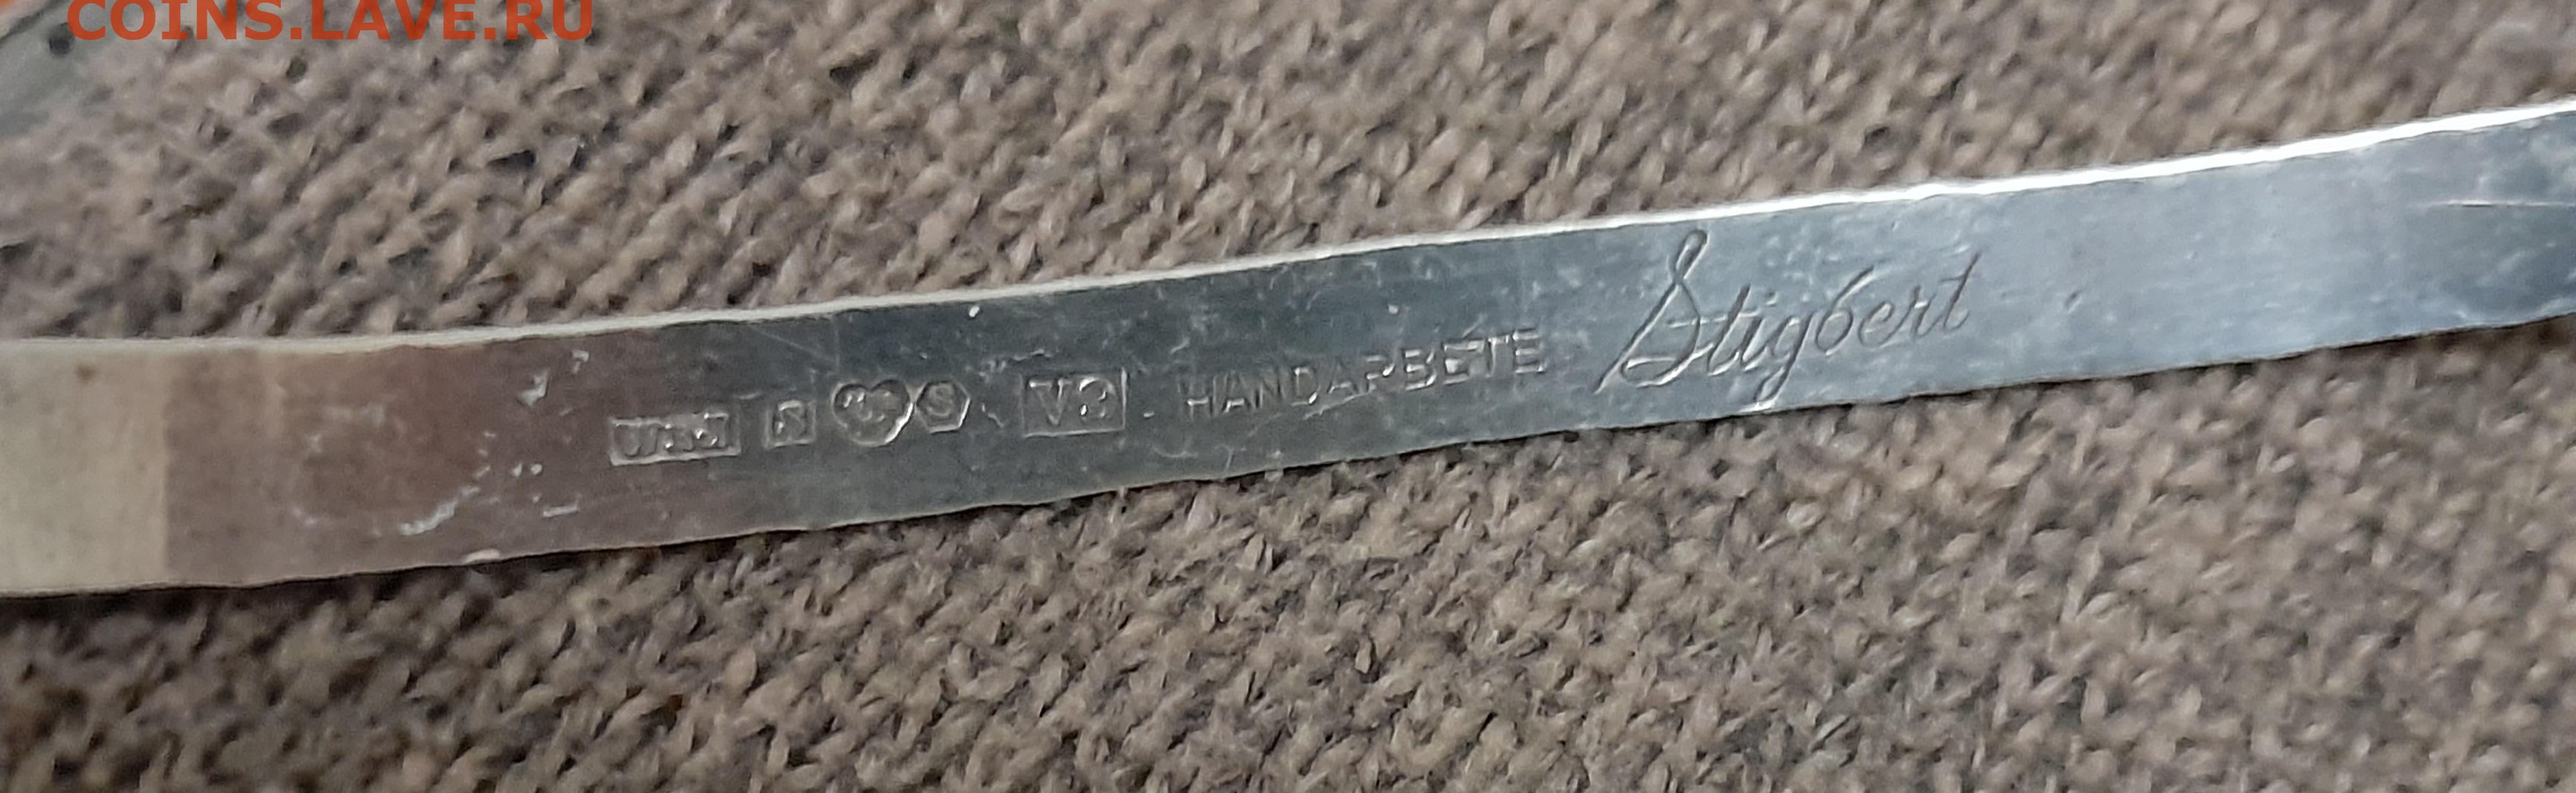 COINS.LAVE.RU
S V3 HANDARBETE Stigbert